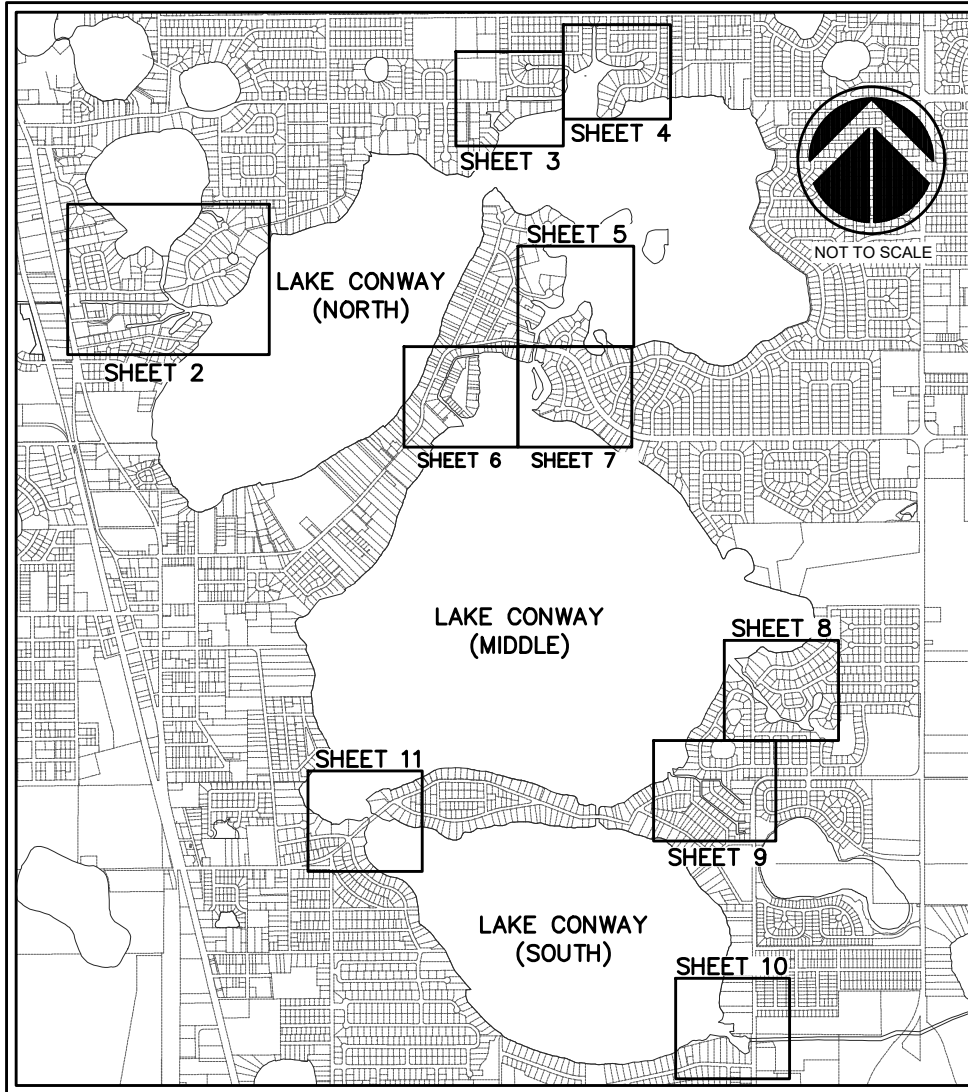 SHEET 3
SHEET 4
NOT TO SCALE
SHEET 5
LAKE CONWAY
(NORTH)
SHEET 2
SHEET 6
SHEET 7
LAKE CONWAY
(MIDDLE)
SHEET 8
SHEET 11
SHEET 9
LAKE CONWAY
(SOUTH)
SHEET 10